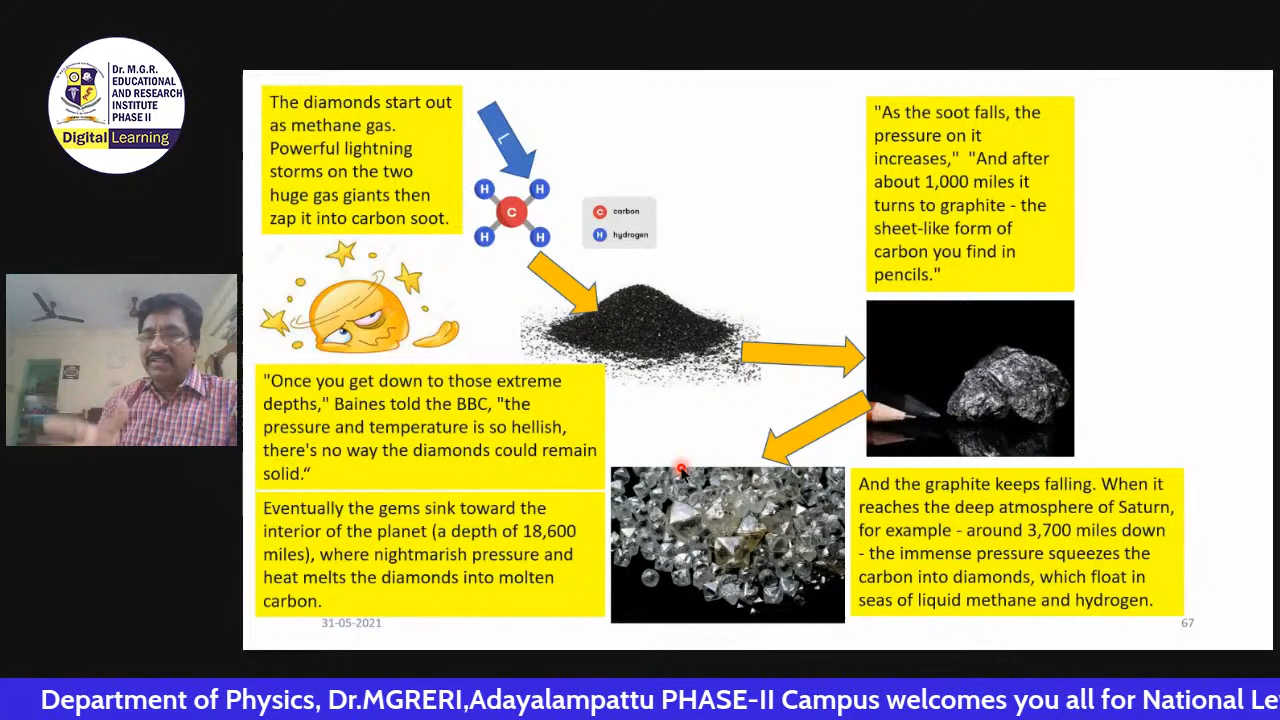 Dr. M.G.R.
EDUCATIONAL
AND RESEARCH
INSTITUTE
PHASE II
Digital Learning
The diamonds start out
as methane gas.
Powerful lightning
storms on the two
huge gas giants then
zap it into carbon soot.
L
H
H
C
H
H
C carbon
H hydrogen
"As the soot falls, the
pressure on it
increases," "And after
about 1,000 miles it
turns to graphite - the
sheet-like form of
carbon you find in
pencils."
"Once you get down to those extreme
depths," Baines told the BBC, "the
pressure and temperature is so hellish,
there's no way the diamonds could remain
solid.“
Eventually the gems sink toward the
interior of the planet (a depth of 18,600
miles), where nightmarish pressure and
heat melts the diamonds into molten
carbon.
And the graphite keeps falling. When it
reaches the deep atmosphere of Saturn,
for example - around 3,700 miles down
- the immense pressure squeezes the
carbon into diamonds, which float in
seas of liquid methane and hydrogen.
31-05-2021
67
Department of Physics, Dr.MGRERI,Adayalampattu PHASE-II Campus welcomes you all for National Le